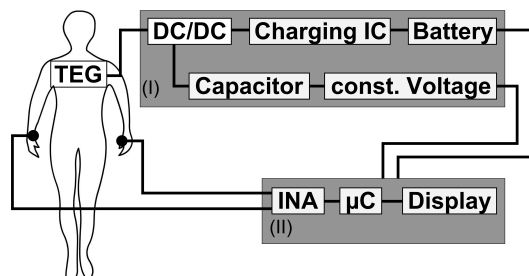 DC/DC Charging IC Battery
TEG
(I)
Capacitor const. Voltage
INA µC Display
(II)